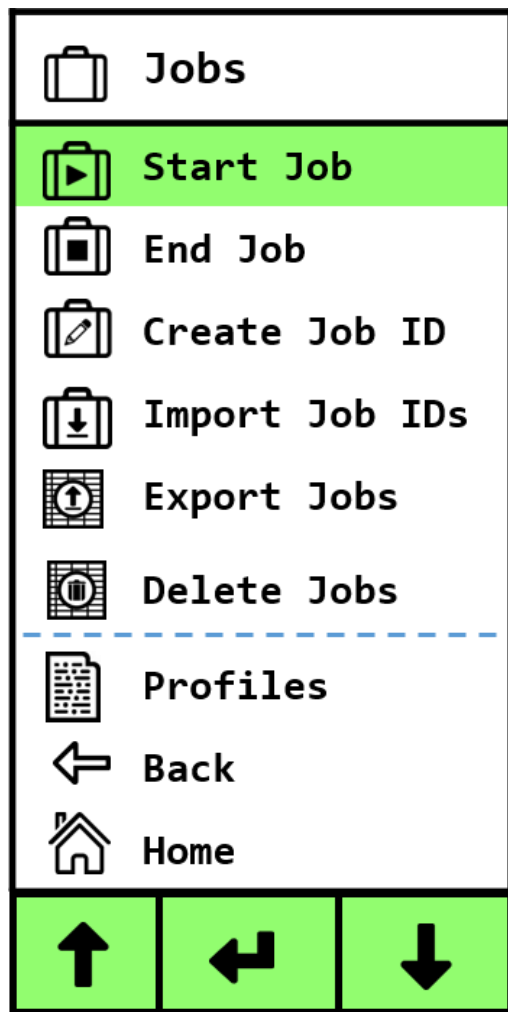 Jobs
Start Job
End Job
Create Job ID
Import Job IDs
Export Jobs
Delete Jobs
Profiles
Back
Home